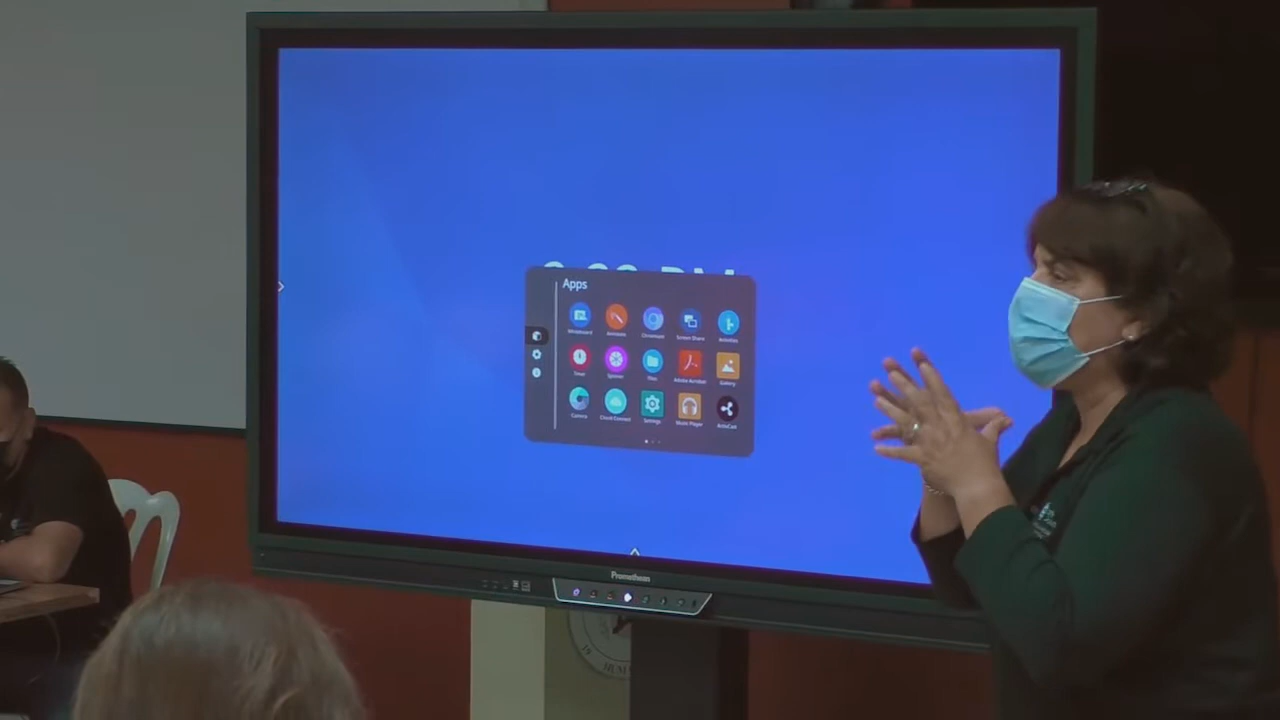 PM
Apps
Whiteboard
Annotate
Chromium
Screen Share
Activities
Timer
Spinner
Files
Adobe Acrobat
Gallery
Camera
Cloud Connect
Settings
Music Player
ActivCast
Promethean